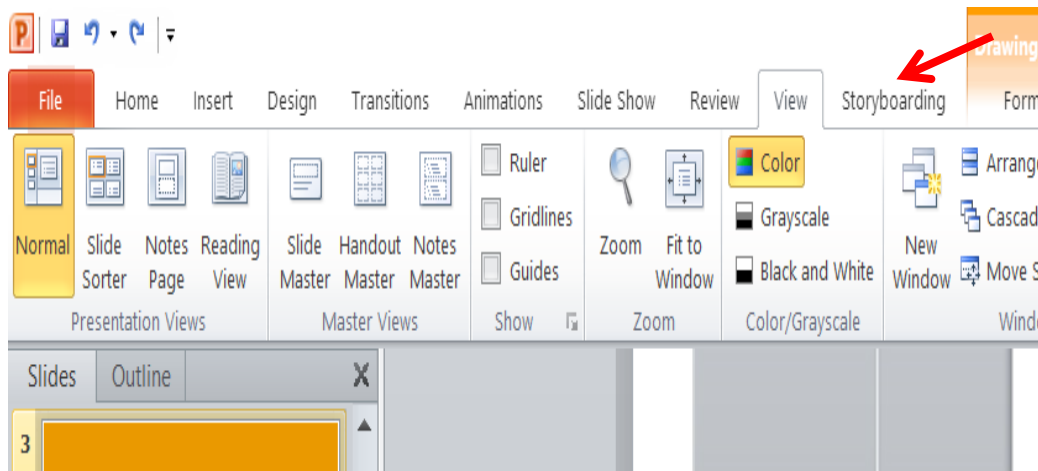 P
Drawing
File Home Insert Design Transitions Animations Slide Show Review View Storyboarding Form
Normal Slide Sorter Notes Page Reading View Slide Master Handout Master Notes Master
Ruler
Gridlines
Guides
Zoom Fit to Window
Color
Grayscale
Black and White
New Window
Arrange
Cascad
Move S
Presentation Views Master Views Show Zoom Color/Grayscale Windo
Slides Outline X
3